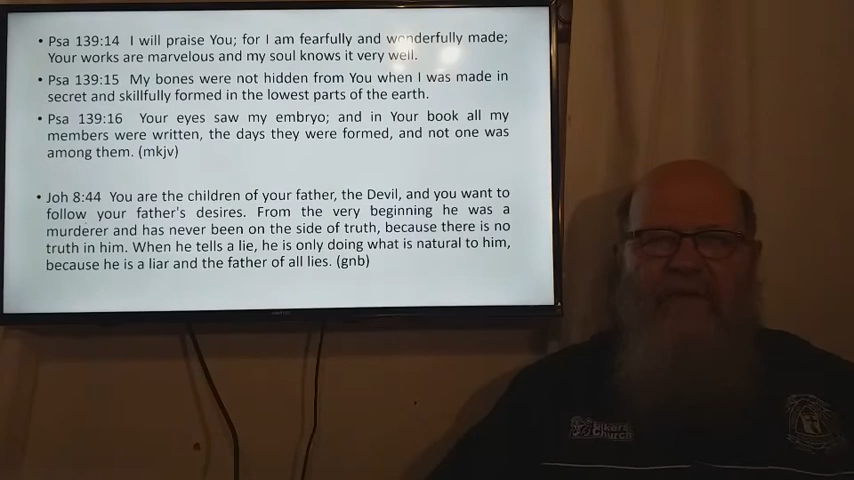 • Psa 139:14 I will praise You; for I am fearfully and wonderfully made;
Your works are marvelous and my soul knows it very well.
• Psa 139:15 My bones were not hidden from You when I was made in
secret and skillfully formed in the lowest parts of the earth.
• Psa 139:16 Your eyes saw my embryo; and in Your book all my
members were written, the days they were formed, and not one was
among them. (mkjv)
• Joh 8:44 You are the children of your father, the Devil, and you want to
follow your father's desires. From the very beginning he was a
murderer and has never been on the side of truth, because there is no
truth in him. When he tells a lie, he is only doing what is natural to him,
because he is a liar and the father of all lies. (gnb)
Church